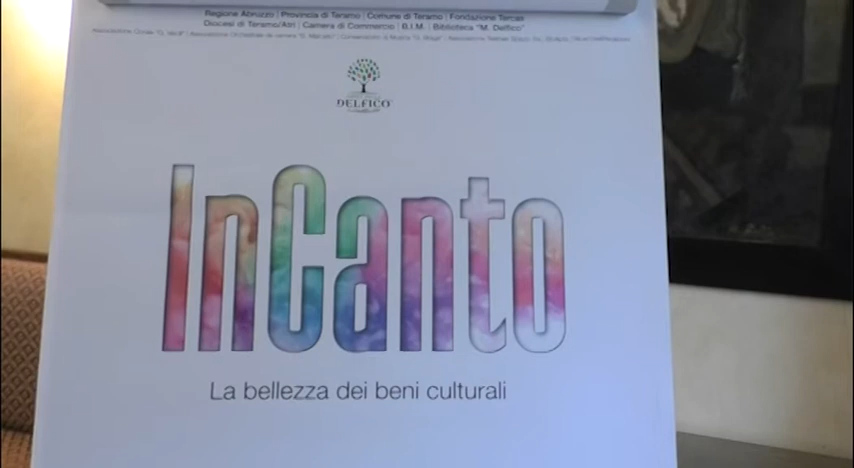 Regione Abruzzo | Provincia di Teramo | Comune di Teramo | Fondazione Tercas
Diocesi di Teramo/Atri | Camera di Commercio | B.I.M. | Biblioteca "M. Delfico"
DELFICO
InCanto
La bellezza dei beni culturali